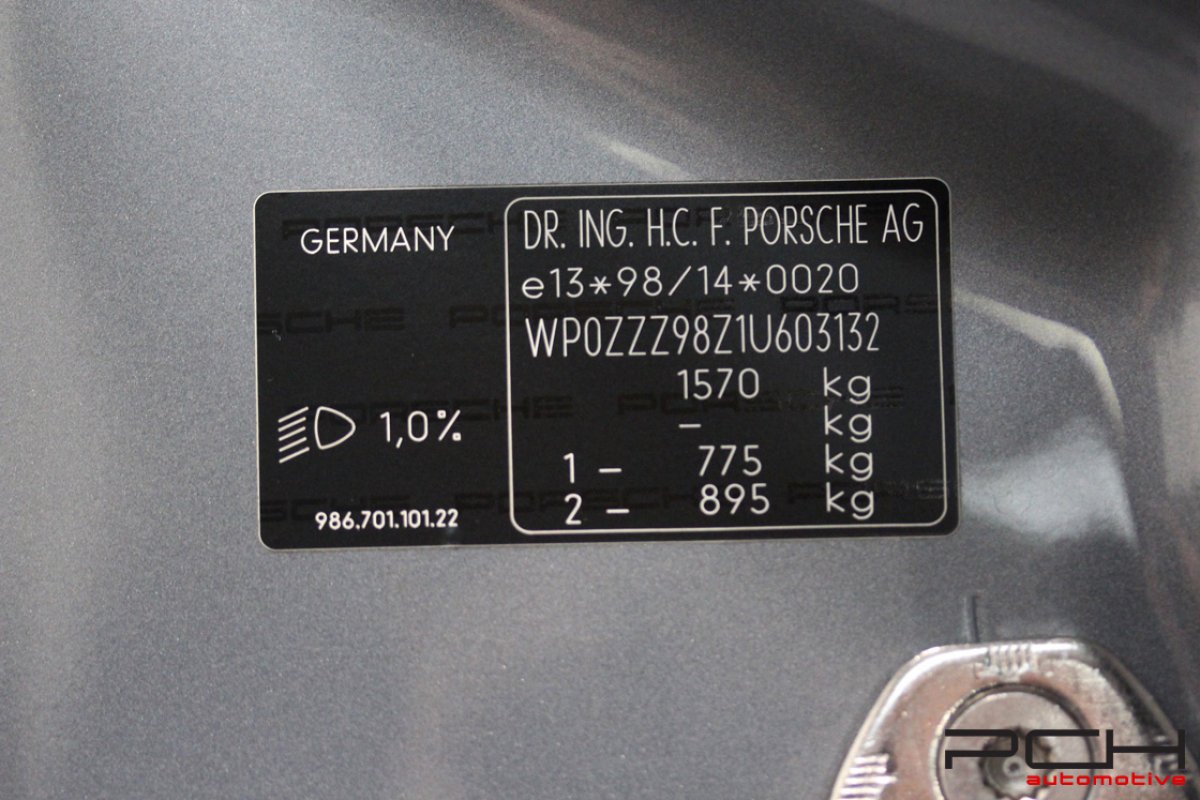 GERMANY
1,0%
986.701.101.22
DR. ING. H.C. F. PORSCHE AG
e13*98/14*0020
WP0ZZZ98Z1U603132
1570 kg
– kg
1 – 775 kg
2 – 895 kg
PCH
automotive